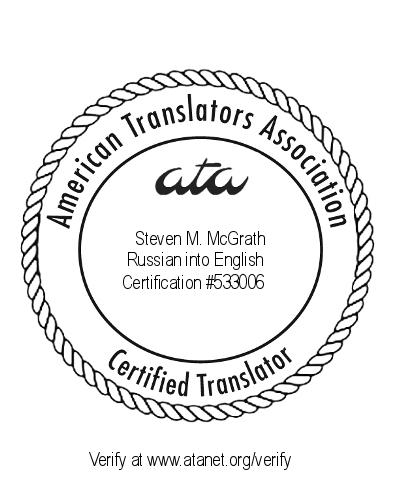 American Translators Association
ata
Steven M. McGrath
Russian into English
Certification #533006
Certified Translator
Verify at www.atanet.org/verify